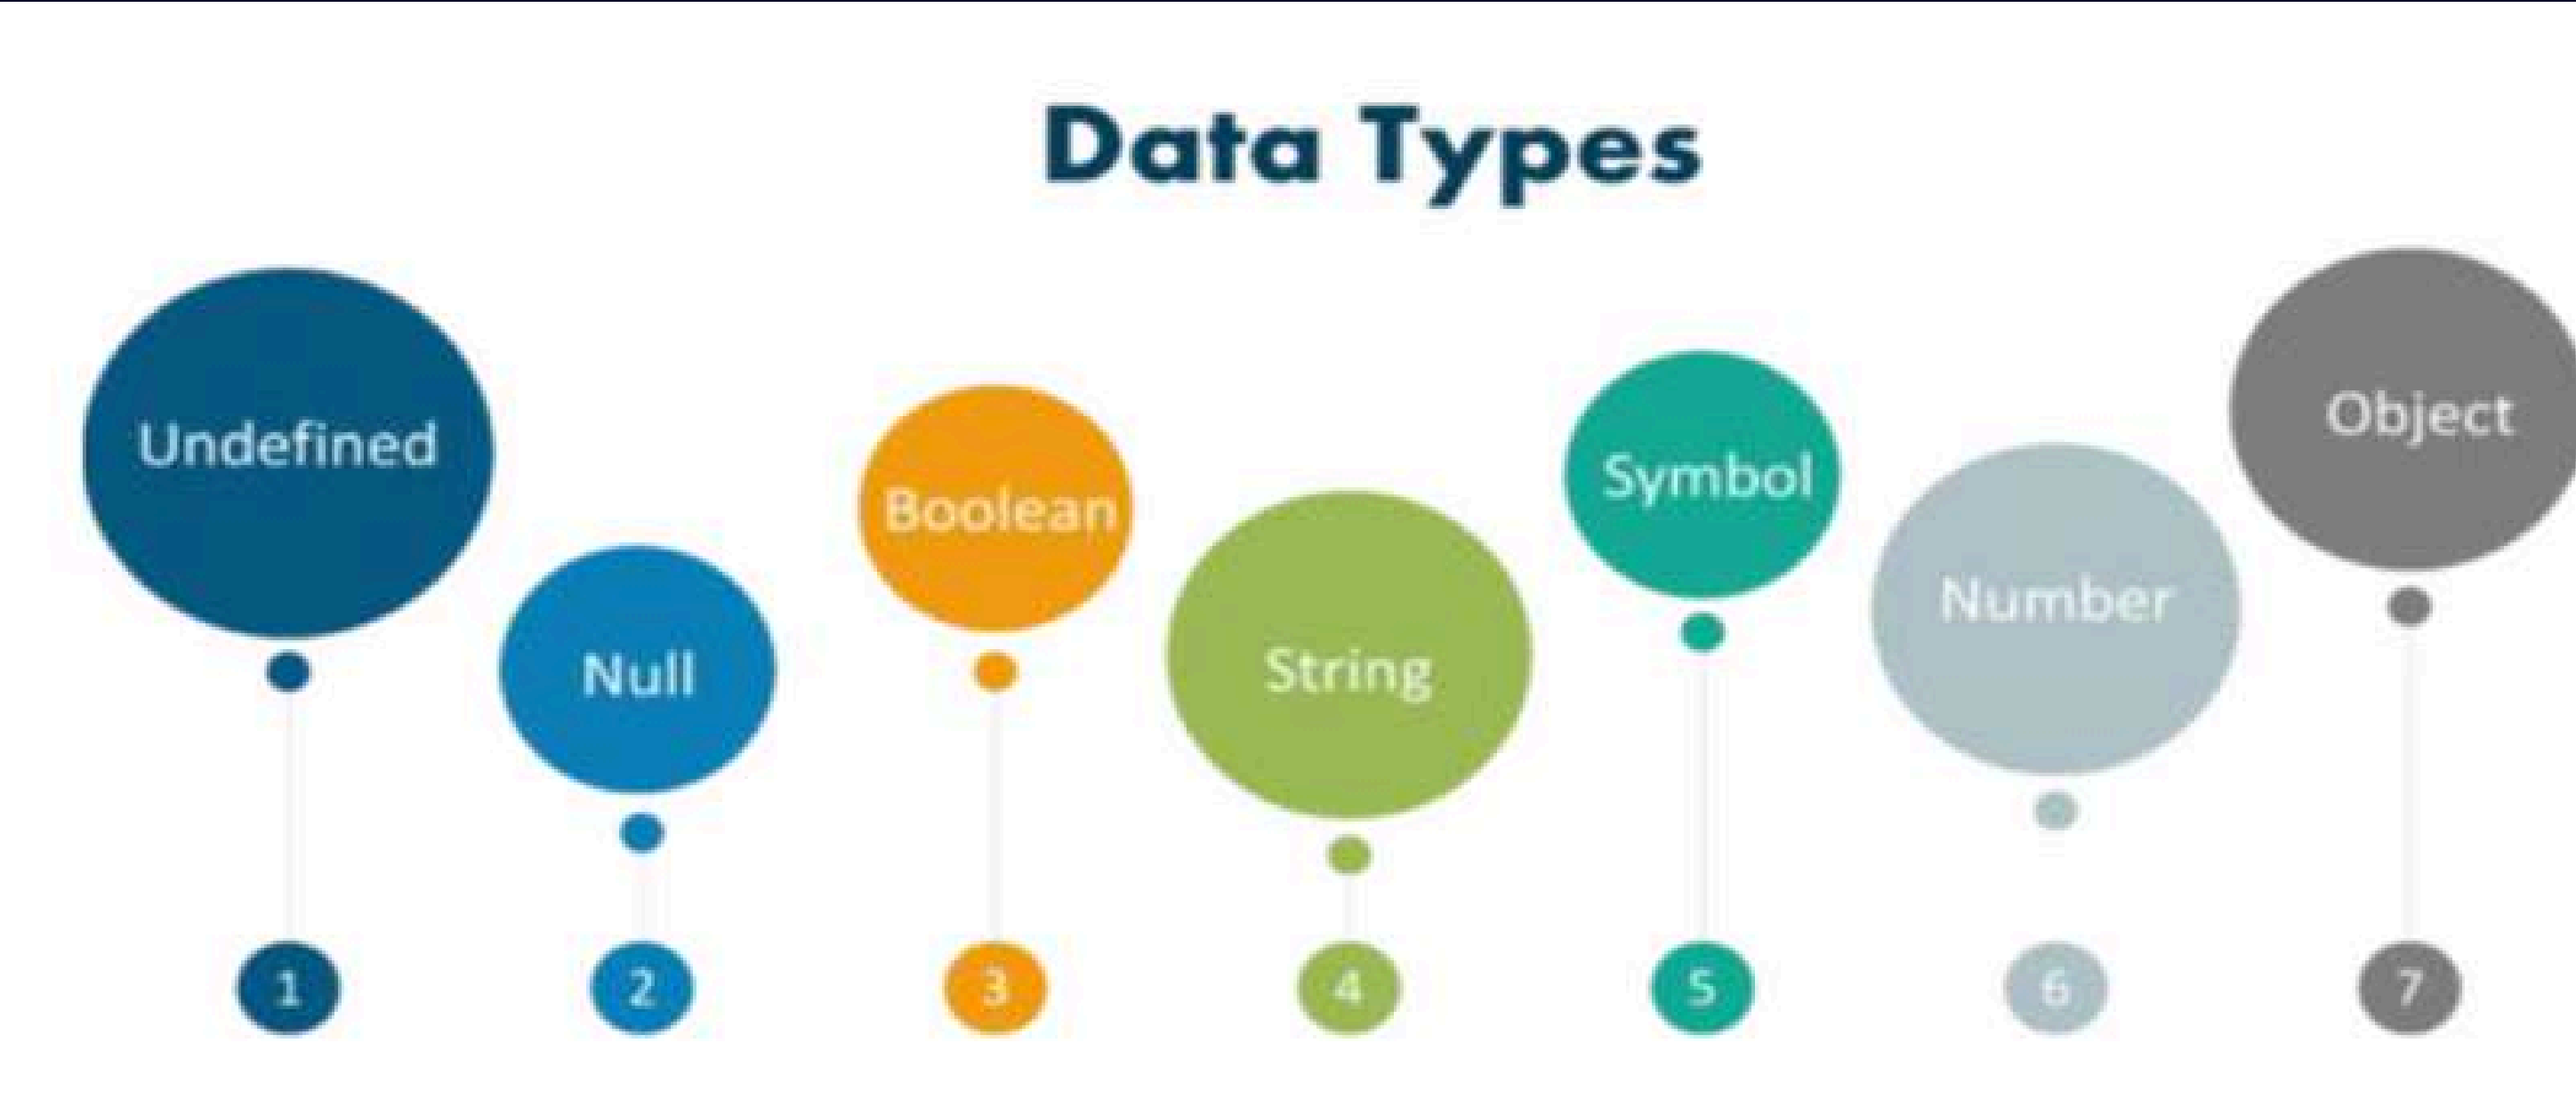 Data Types
Undefined
Null
Boolean
String
Symbol
Number
Object
1
2
3
4
5
6
7